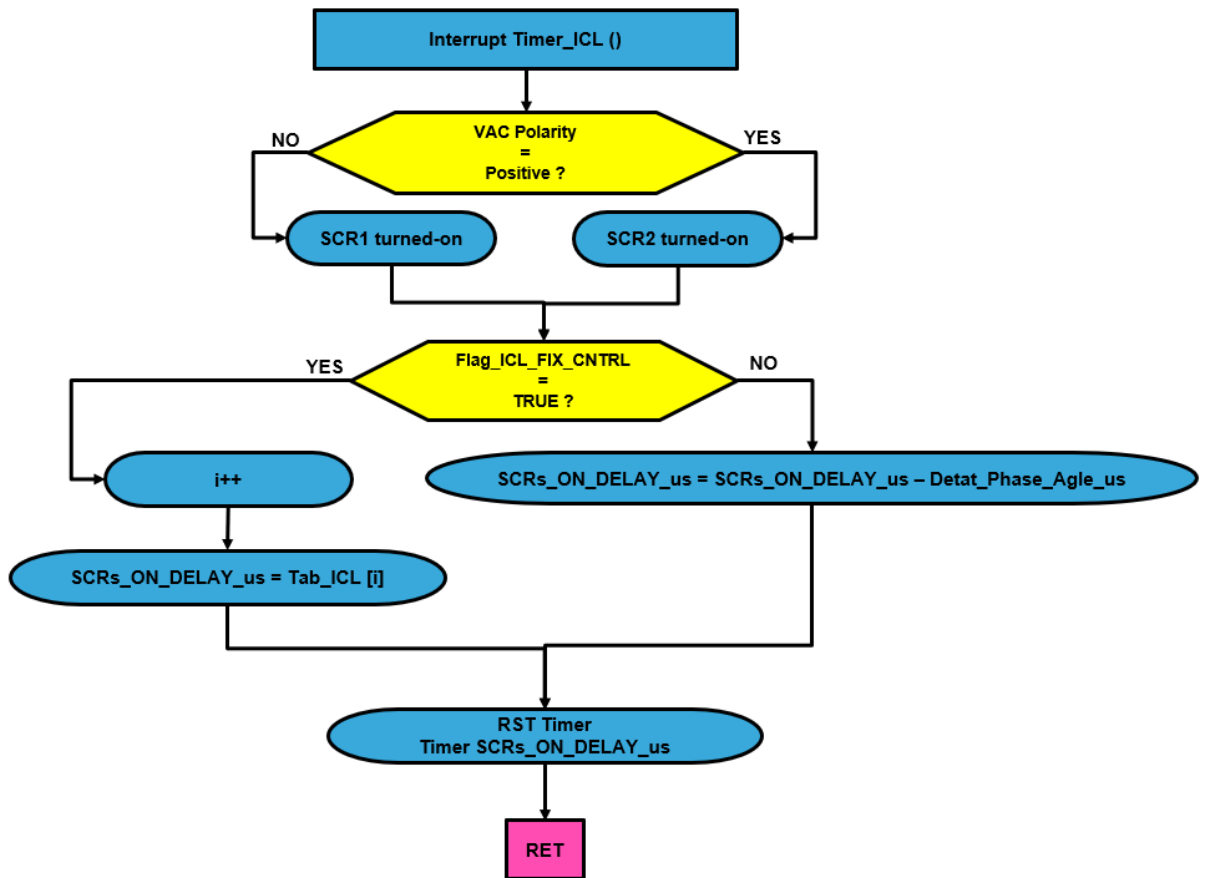 Interrupt Timer_ICL ()
VAC Polarity
=
Positive ?
NO
YES
SCR1 turned-on
SCR2 turned-on
Flag_ICL_FIX_CNTRL
=
TRUE ?
YES
NO
i++
SCRs_ON_DELAY_us = SCRs_ON_DELAY_us – Detat_Phase_Agle_us
SCRs_ON_DELAY_us = Tab_ICL [i]
RST Timer
Timer SCRs_ON_DELAY_us
RET